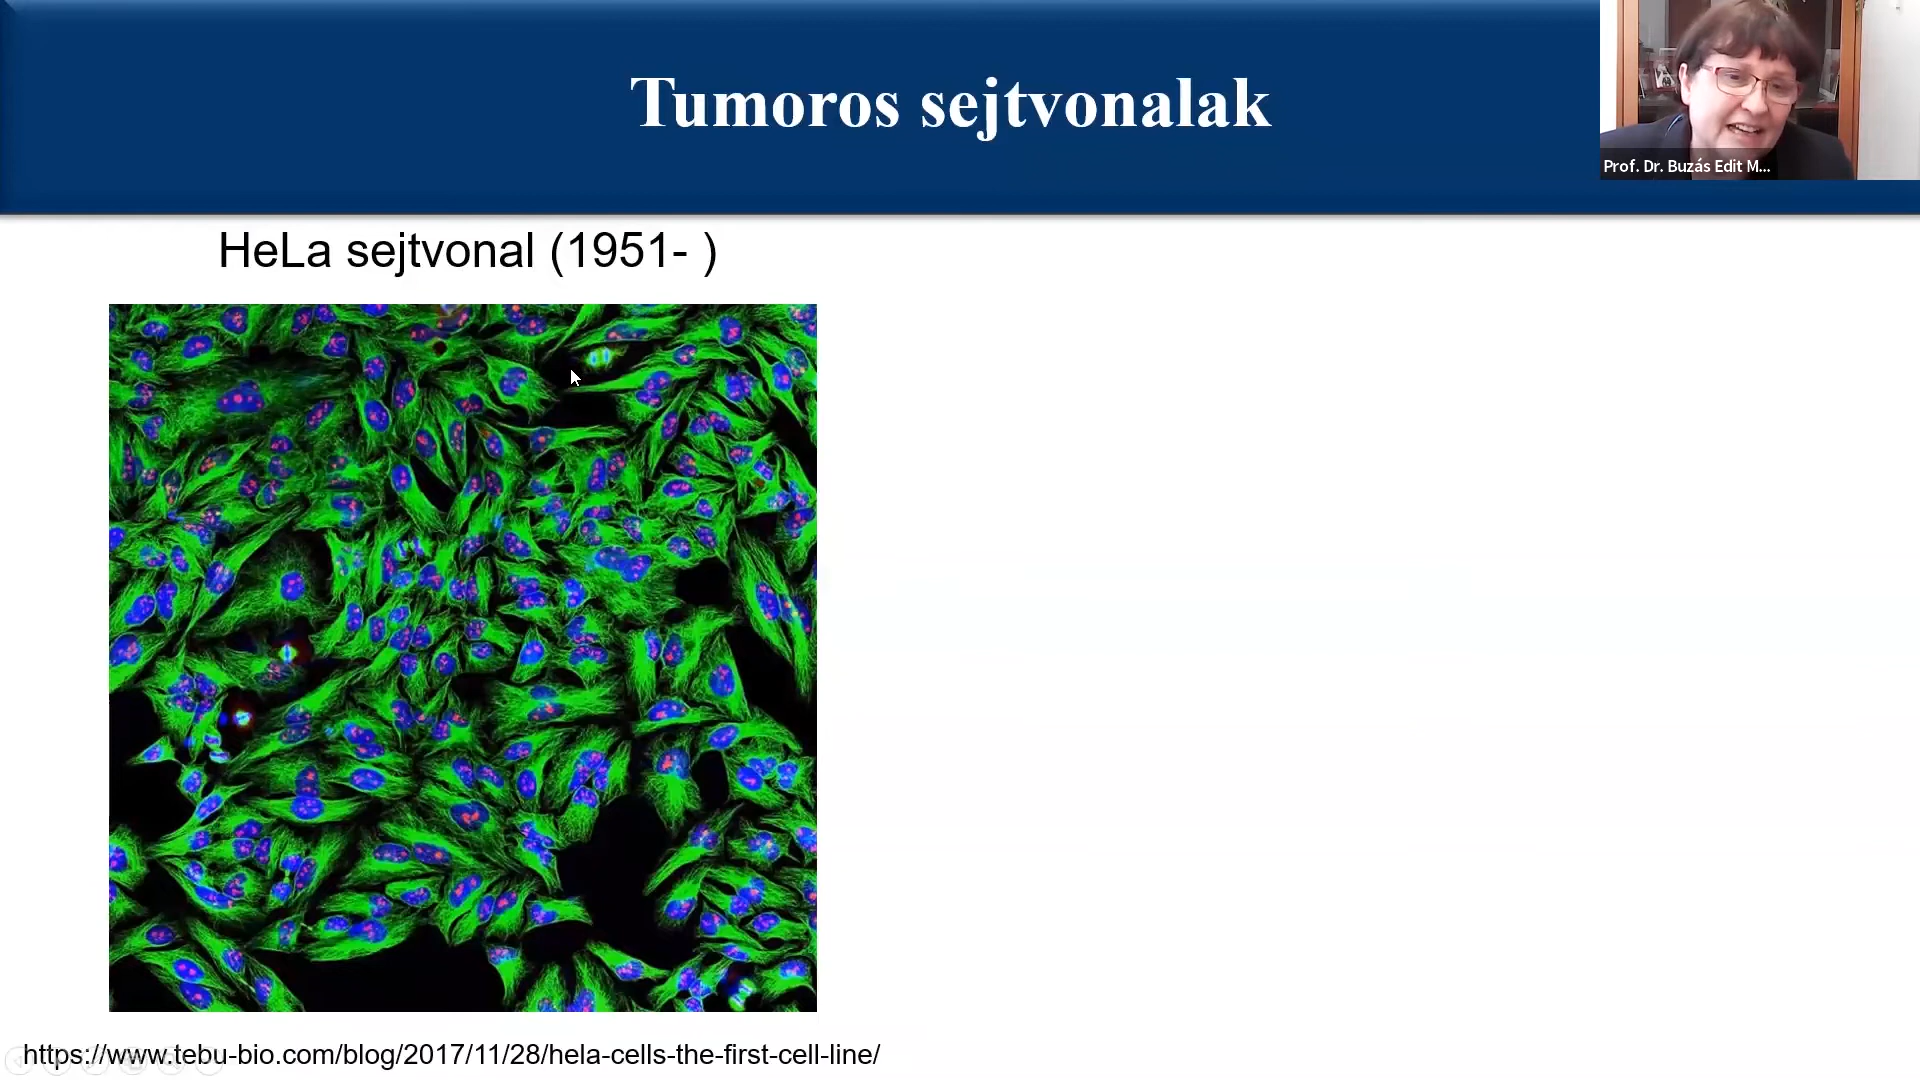 Tumoros sejtvonalak
Prof. Dr. Buzás Edit M...
HeLa sejtvonal (1951- )
https://www.tebu-bio.com/blog/2017/11/28/hela-cells-the-first-cell-line/